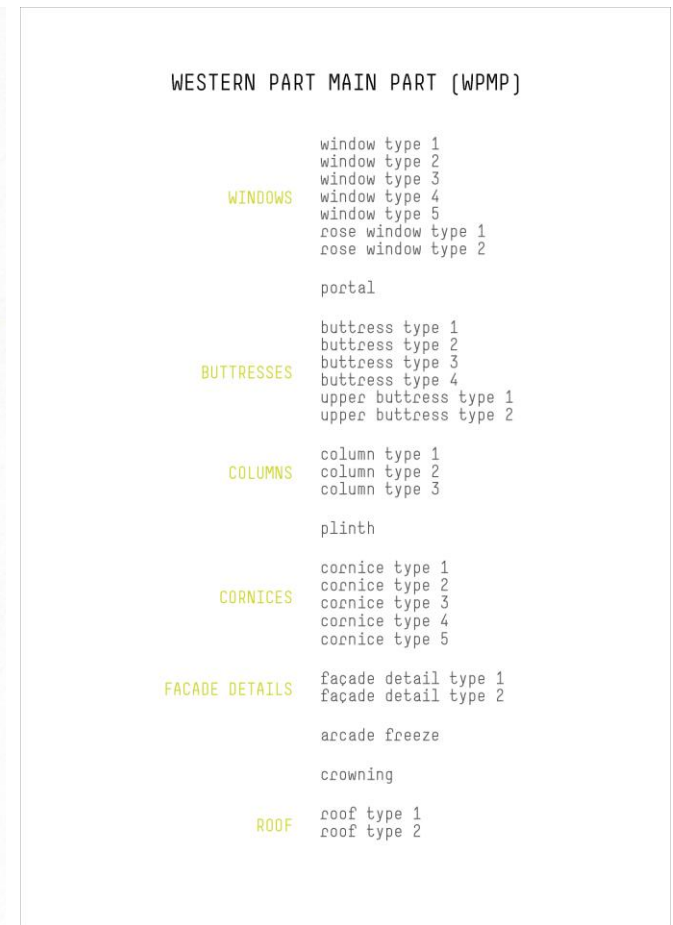 WESTERN PART MAIN PART (WPMP)
WINDOWS
window type 1
window type 2
window type 3
window type 4
window type 5
rose window type 1
rose window type 2
portal
BUTTRESSES
buttress type 1
buttress type 2
buttress type 3
buttress type 4
upper buttress type 1
upper buttress type 2
COLUMNS
column type 1
column type 2
column type 3
plinth
CORNICES
cornice type 1
cornice type 2
cornice type 3
cornice type 4
cornice type 5
FACADE DETAILS
façade detail type 1
façade detail type 2
arcade freeze
crowning
ROOF
roof type 1
roof type 2